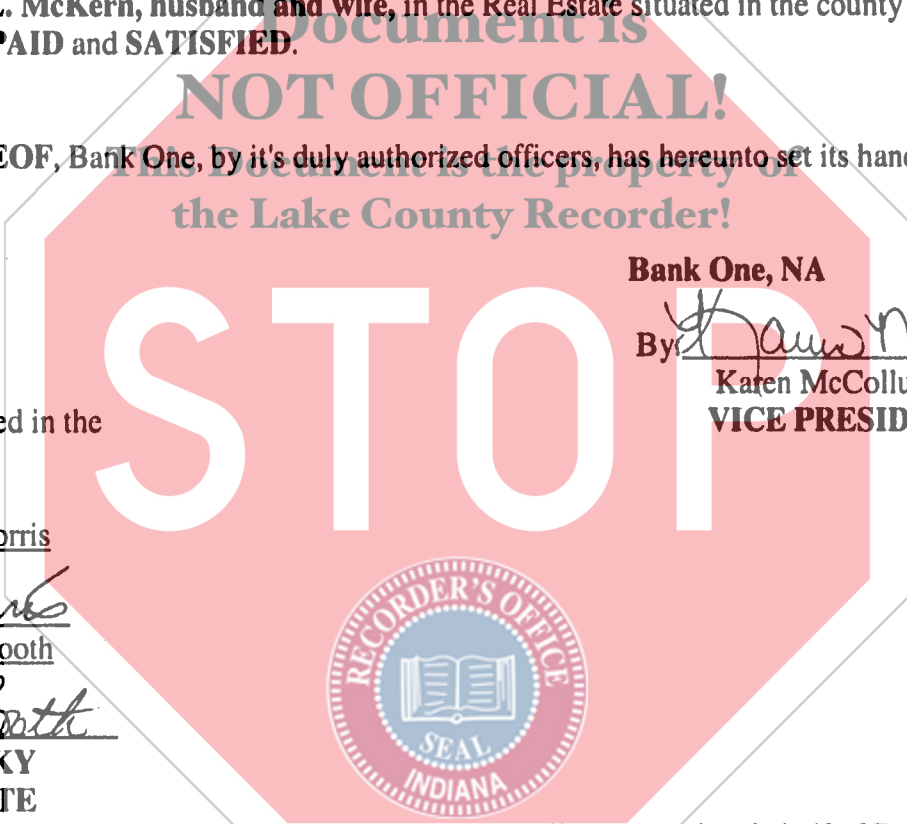 L. McKern, husband and wife, in the Real Estate situated in the county
Document is
PAID and SATISFIED.
NOT OFFICIAL!
EOF, Bank One, by it's duly authorized officers, has hereunto set its hand
This Document is the property of
the Lake County Recorder!
Bank One, NA
STOP
By
Karen McCollu
VICE PRESID
ed in the
orris
ooth
KY
TE
RECORDER'S OFFICE
SEAL
INDIANA